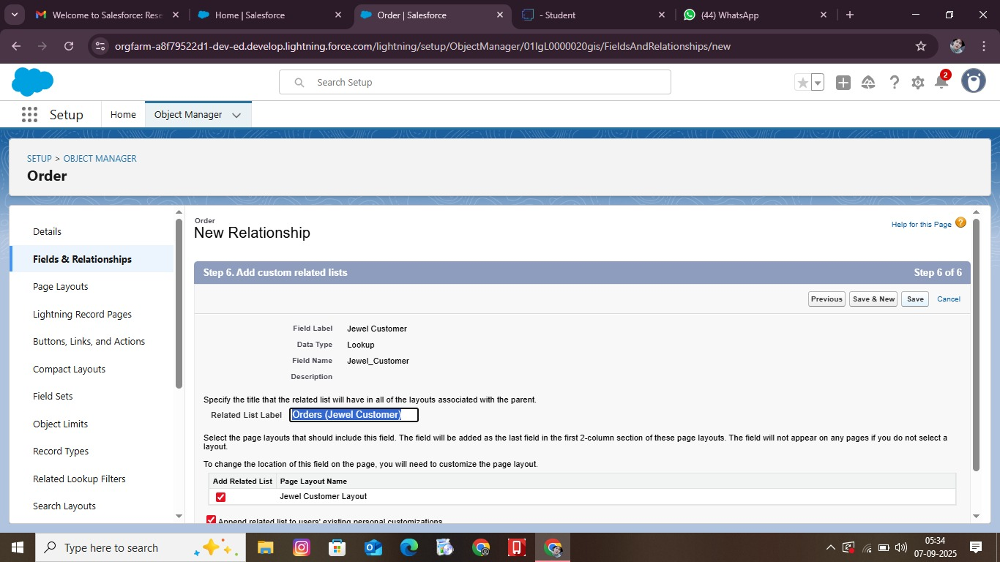 Welcome to Salesforce: Rese
Home | Salesforce
Order | Salesforce
- Student
(44) WhatsApp
orgfarm-a8f79522d1-dev-ed.develop.lightning.force.com/lightning/setup/ObjectManager/01IgL0000020gis/FieldsAndRelationships/new
Search Setup
2
Setup
Home
Object Manager
SETUP > OBJECT MANAGER
Order
Details
Fields & Relationships
Page Layouts
Lightning Record Pages
Buttons, Links, and Actions
Compact Layouts
Field Sets
Object Limits
Record Types
Related Lookup Filters
Search Layouts
Order
New Relationship
Help for this Page ?
Step 6. Add custom related lists
Step 6 of 6
Previous
Save & New
Save
Cancel
Field Label Jewel Customer
Data Type Lookup
Field Name Jewel_Customer
Description
Specify the title that the related list will have in all of the layouts associated with the parent.
Related List Label Orders (Jewel Customer)
Select the page layouts that should include this field. The field will be added as the last field in the first 2-column section of these page layouts. The field will not appear on any pages if you do not select a
layout.
To change the location of this field on the page, you will need to customize the page layout.
Add Related List Page Layout Name
Jewel Customer Layout
Append related list to users' existing personal customizations
Type here to search
05:34
07-09-2025